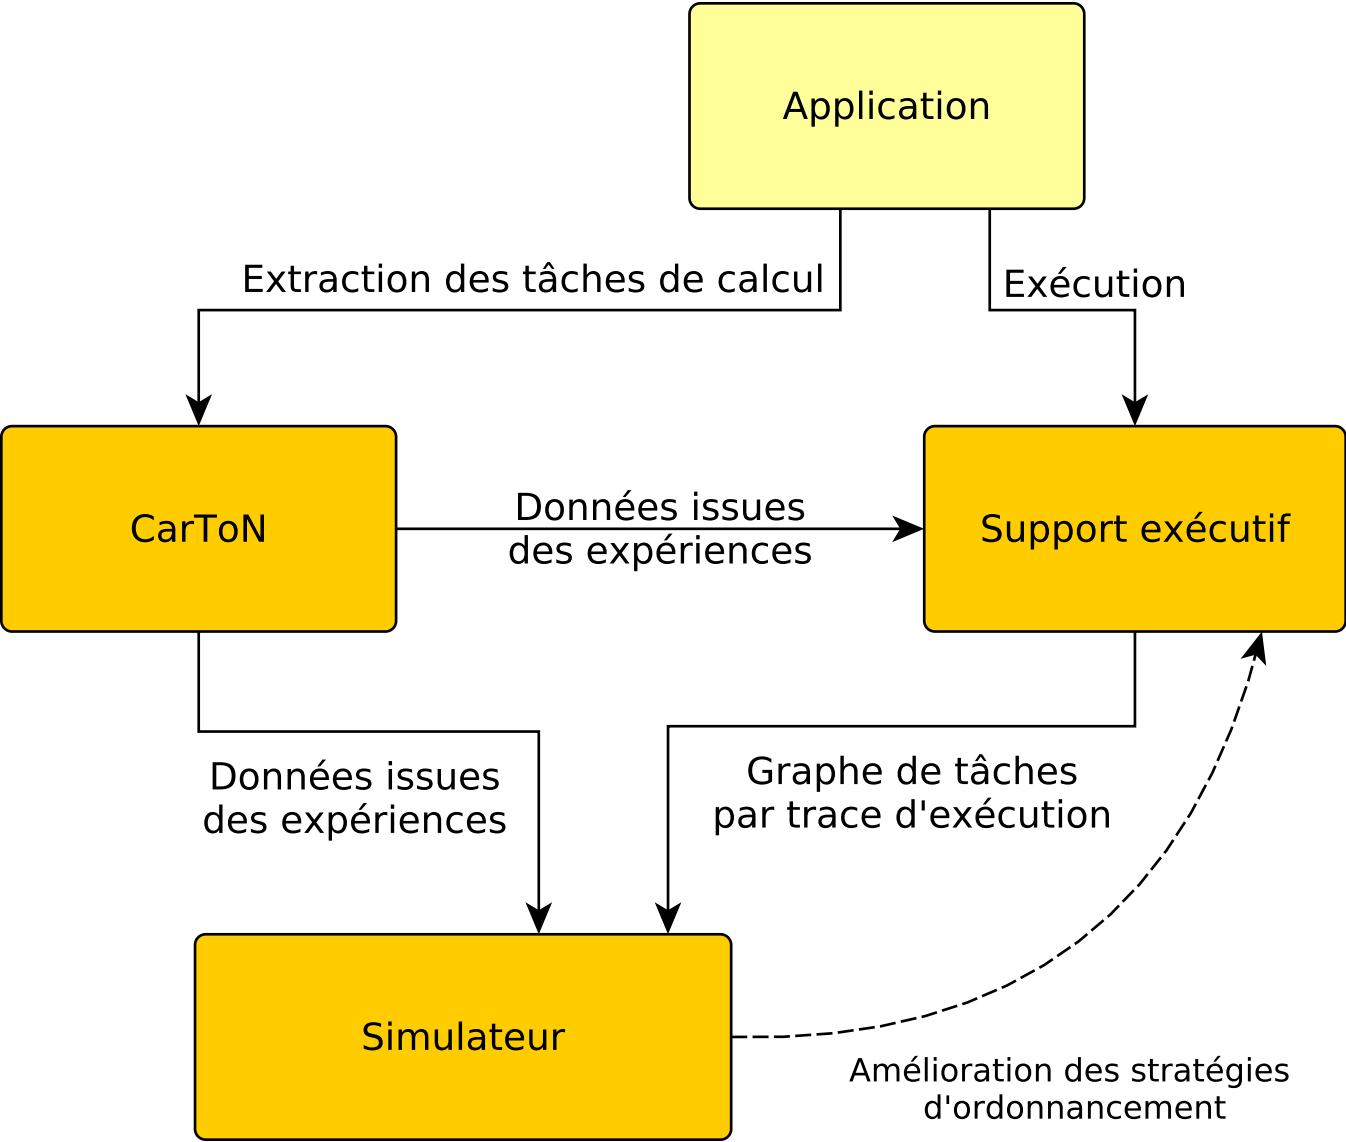 Application
Extraction des tâches de calcul
Exécution
CarToN
Données issues
des expériences
Support exécutif
Données issues
des expériences
Graphe de tâches
par trace d'exécution
Simulateur
Amélioration des stratégies
d'ordonnancement